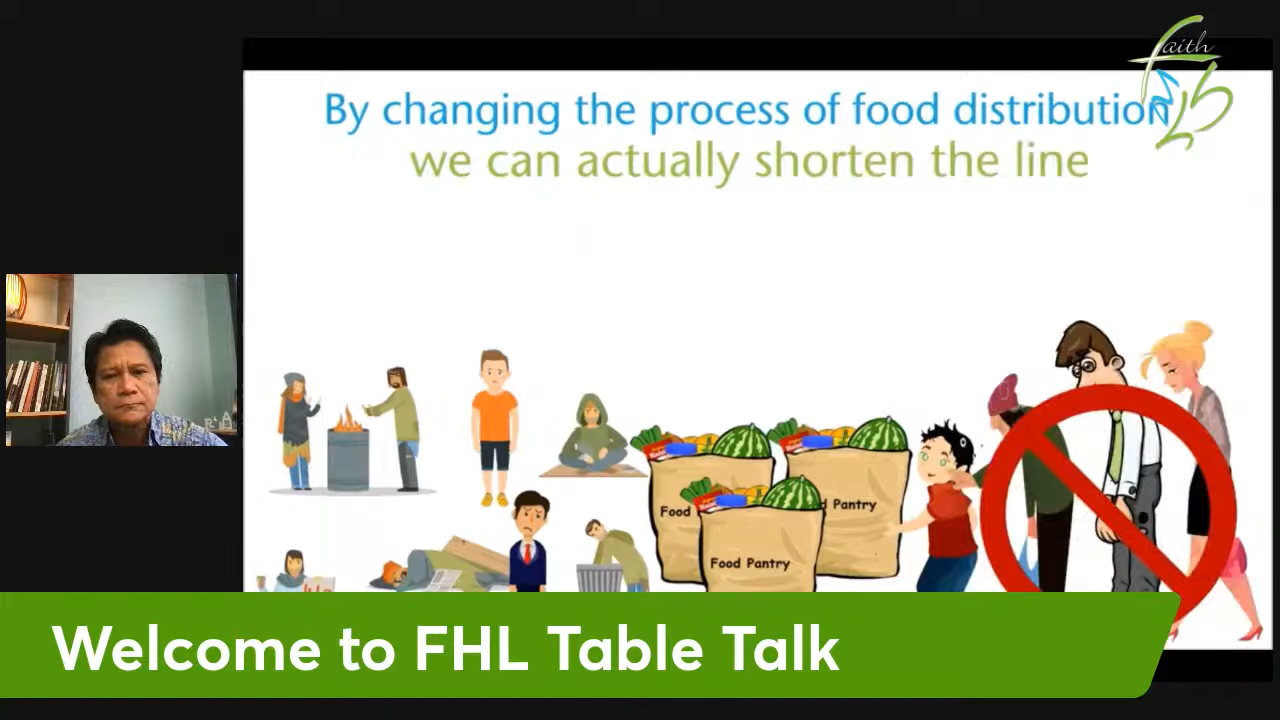 faith
By changing the process of food distribution
we can actually shorten the line
Food
d Pantry
Food Pantry
Welcome to FHL Table Talk